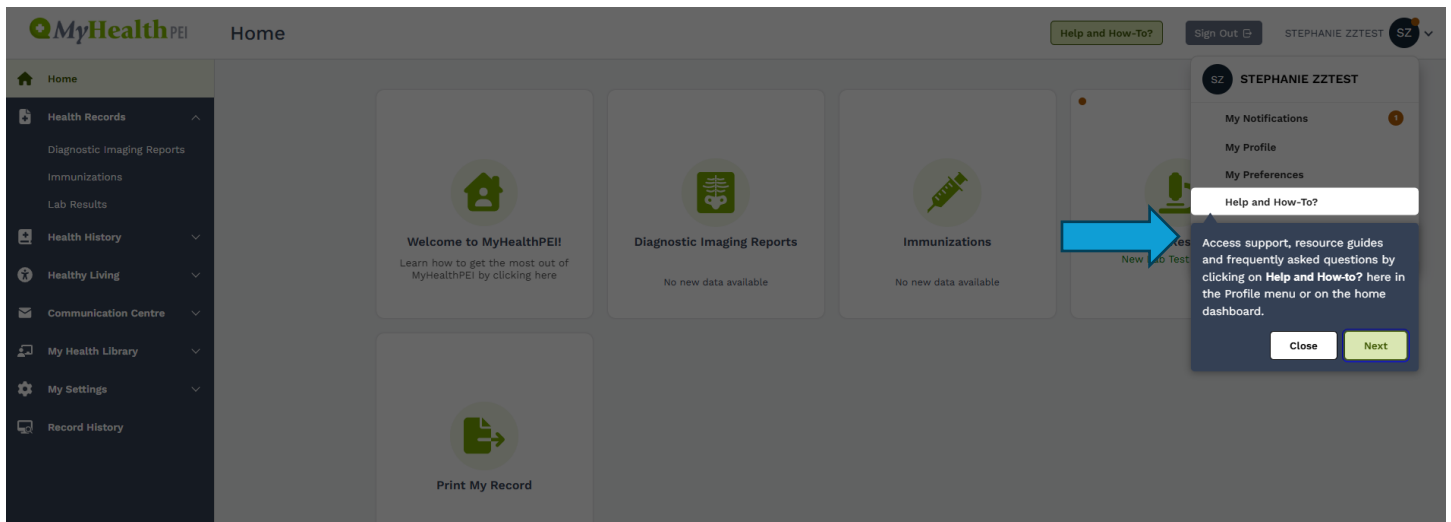 MyHealth PEI
Home
Help and How-To?
Sign Out
STEPHANIE ZZTEST
SZ
Home
Health Records
Diagnostic Imaging Reports
Immunizations
Lab Results
Health History
Healthy Living
Communication Centre
My Health Library
My Settings
Record History
Welcome to MyHealthPEI!
Learn how to get the most out of
MyHealthPEI by clicking here
Diagnostic Imaging Reports
No new data available
Immunizations
No new data available
New
Test
Print My Record
SZ
STEPHANIE ZZTEST
My Notifications
1
My Profile
My Preferences
Help and How-To?
Access support, resource guides
and frequently asked questions by
clicking on Help and How-to? here in
the Profile menu or on the home
dashboard.
Close
Next